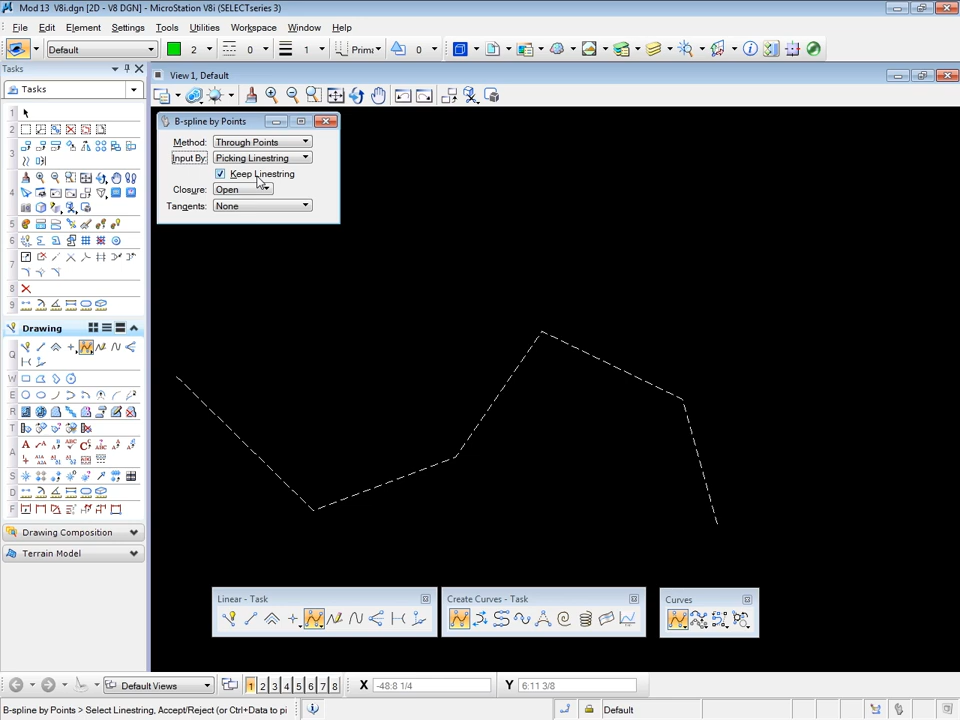 Mod 13 V8i.dgn [2D - V8 DGN] - MicroStation V8i (SELECTseries 3)
File Edit Element Settings Tools Utilities Workspace Window Help
Default 2 0 1 Prima 0
Tasks
View 1, Default
Tasks
B-spline by Points
Method: Through Points
Input By: Picking Linestring
Keep Linestring
Closure: Open
Tangents: None
1
2
3
4
5
6
7
8
9
Drawing
Q
W
E
R
T
A
S
D
F
Drawing Composition
Terrain Model
Linear - Task
Create Curves - Task
Curves
Default Views 1 2 3 4 5 6 7 8 X -48:8 1/4 Y 6:11 3/8
B-spline by Points > Select Linestring, Accept/Reject (or Ctrl+Data to pi
Default